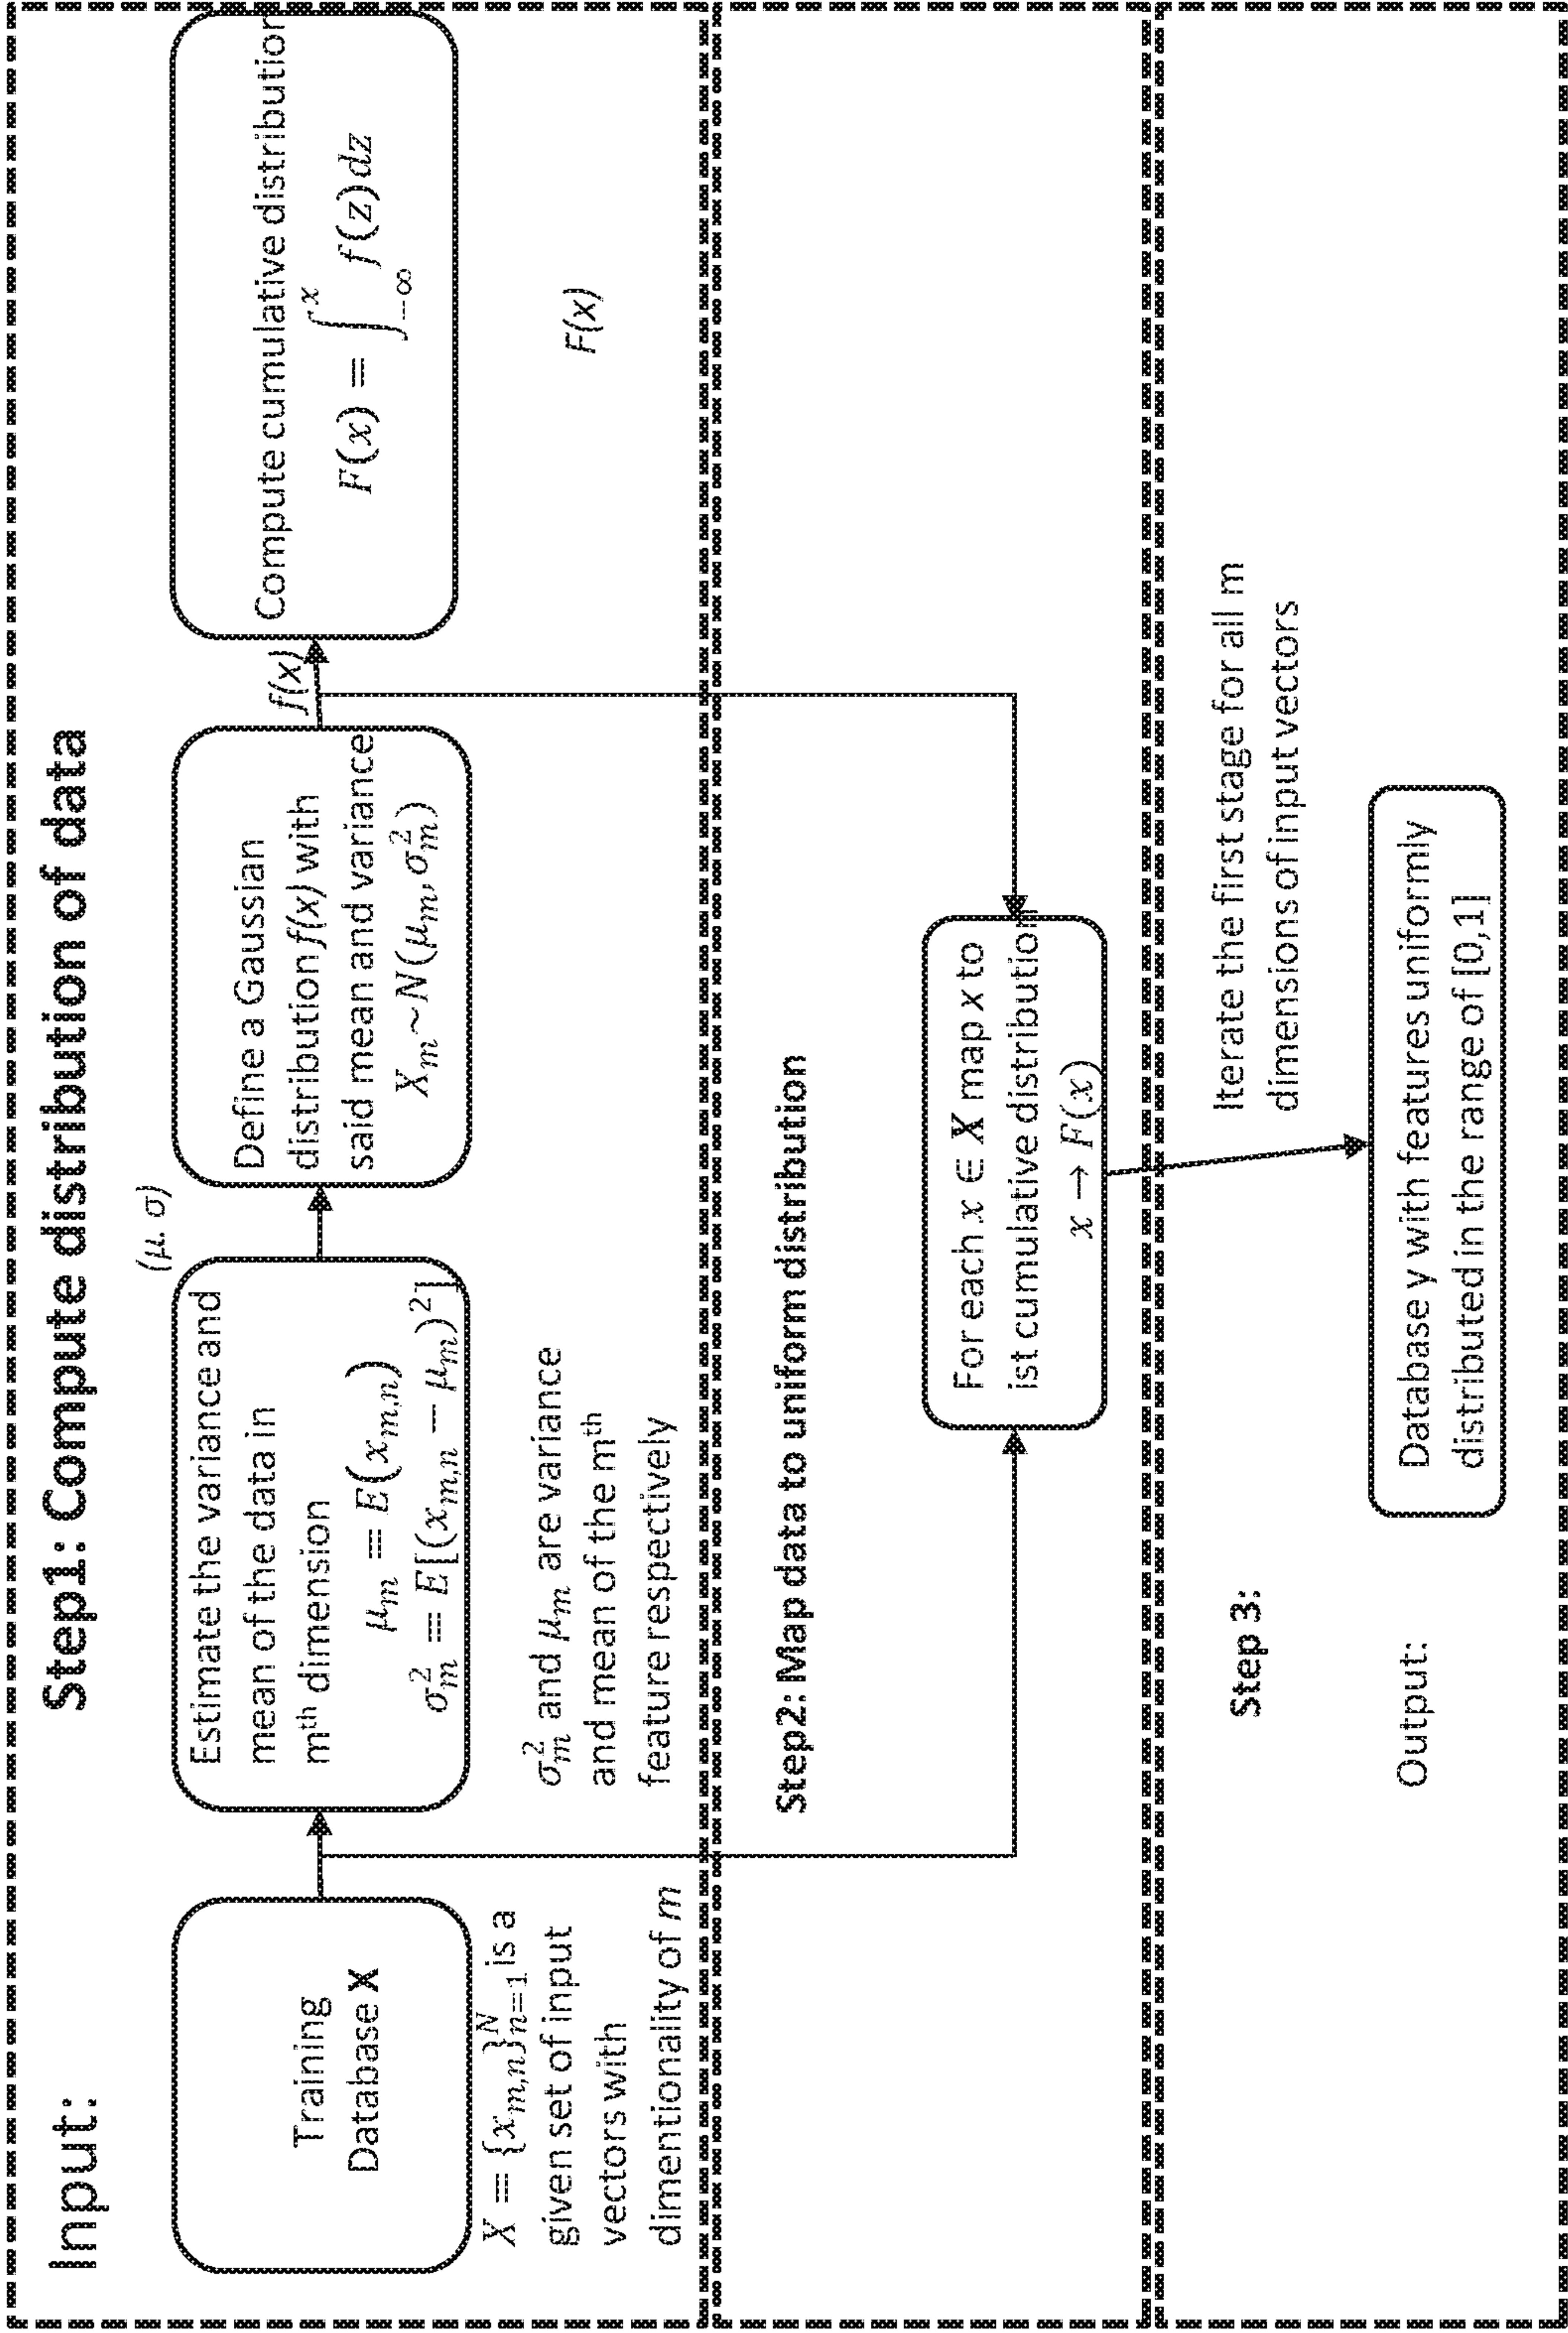 Input:
Step1: Compute distribution of data
Training
Database X
X = {x_{m,n}}_{n=1}^{N} is a
given set of input
vectors with
dimentionality of m
Estimate the variance and
mean of the data in
m^{th} dimension
μ_m = E(x_{m,n})
σ_m^2 = E[(x_{m,n} − μ_m)^2]
σ_m^2 and μ_m are variance
and mean of the m^{th}
feature respectively
(μ. σ)
Define a Gaussian
distribution f(x) with
said mean and variance
X_m~N(μ_m, σ_m^2)
f(x)
Compute cumulative distribution
F(x) = ∫_{−∞}^{x} f(z)dz
F(x)
Step2: Map data to uniform distribution
For each x ∈ X map x to
ist cumulative distribution
x → F(x)
Step 3:
Iterate the first stage for all m
dimensions of input vectors
Output:
Database y with features uniformly
distributed in the range of [0,1]